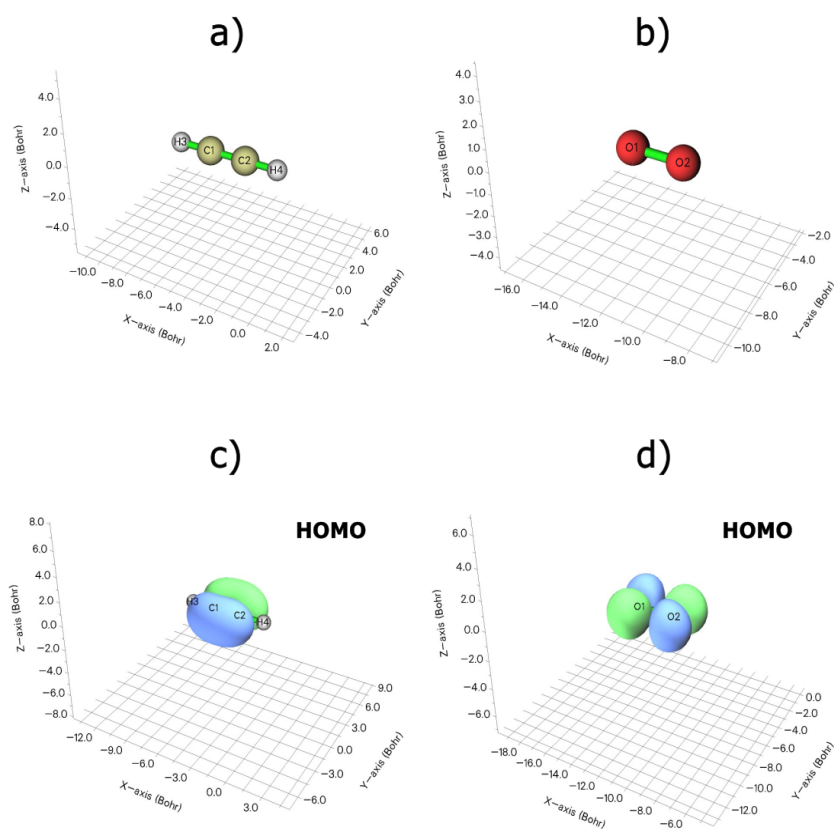 a)
b)
Z-axis (Bohr)
4.0
2.0
0.0
-2.0
-4.0
H3
C1
C2
H4
-10.0
-8.0
-6.0
-4.0
-2.0
0.0
2.0
X-axis (Bohr)
6.0
4.0
2.0
0.0
-2.0
-4.0
Y-axis (Bohr)
Z-axis (Bohr)
4.0
3.0
2.0
1.0
0.0
-1.0
-2.0
-3.0
-4.0
O1
O2
-16.0
-14.0
-12.0
-10.0
-8.0
X-axis (Bohr)
-2.0
-4.0
-6.0
-8.0
-10.0
Y-axis (Bohr)
c)
d)
HOMO
HOMO
Z-axis (Bohr)
8.0
6.0
4.0
2.0
0.0
-2.0
-4.0
-6.0
-8.0
H3
C1
C2
H4
-12.0
-9.0
-6.0
-3.0
0.0
3.0
X-axis (Bohr)
9.0
6.0
3.0
0.0
-3.0
-6.0
Y-axis (Bohr)
Z-axis (Bohr)
6.0
4.0
2.0
0.0
-2.0
-4.0
-6.0
O1
O2
-18.0
-16.0
-14.0
-12.0
-10.0
-8.0
-6.0
X-axis (Bohr)
0.0
-2.0
-4.0
-6.0
-8.0
-10.0
-12.0
Y-axis (Bohr)